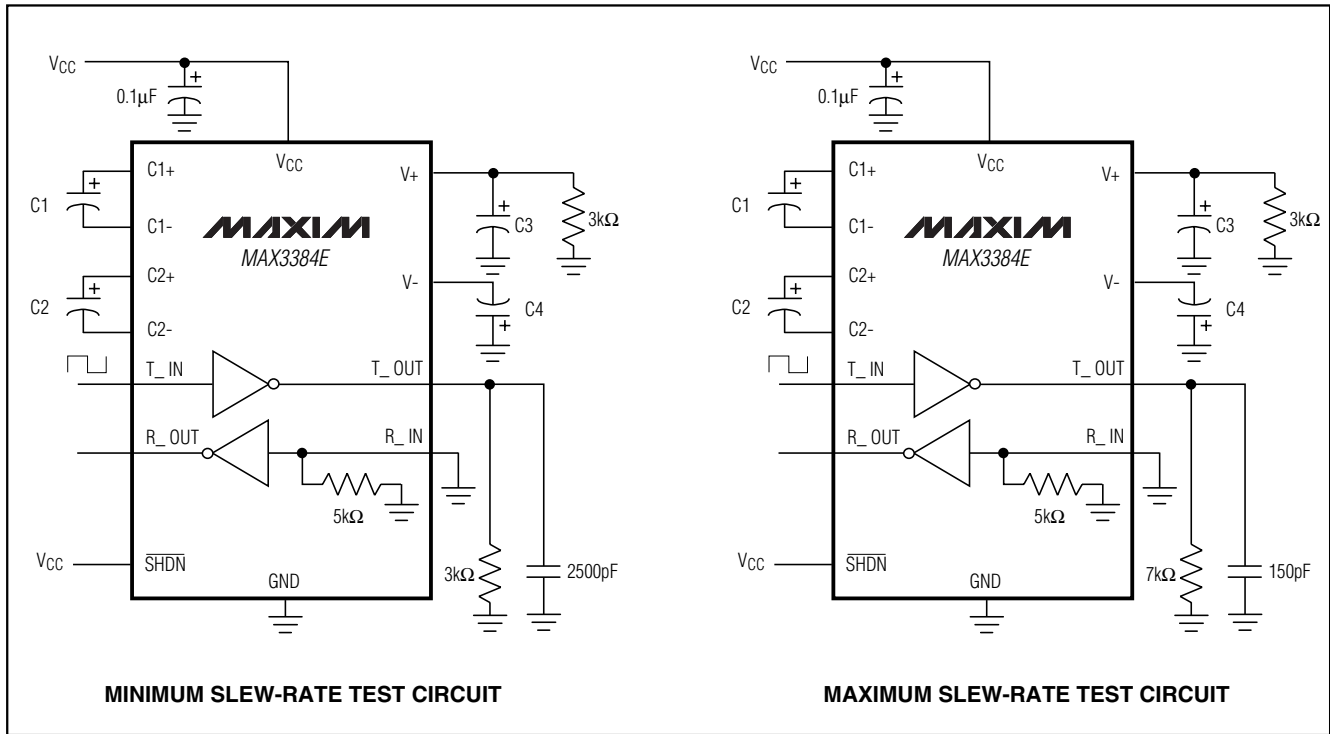 VCC
+
0.1μF
VCC
C1+
V+
+
C1
+
C3
3kΩ
C1-
MAXIM
MAX3384E
C2+
V-
+
C2
C4
+
C2-
T_ IN
T_ OUT
R_ OUT
R_ IN
5kΩ
VCC
SHDN
3kΩ
2500pF
GND
MINIMUM SLEW-RATE TEST CIRCUIT
VCC
+
0.1μF
VCC
C1+
V+
+
C1
+
C3
3kΩ
C1-
MAXIM
MAX3384E
C2+
V-
+
C2
C4
+
C2-
T_ IN
T_ OUT
R_ OUT
R_ IN
5kΩ
VCC
SHDN
7kΩ
150pF
GND
MAXIMUM SLEW-RATE TEST CIRCUIT